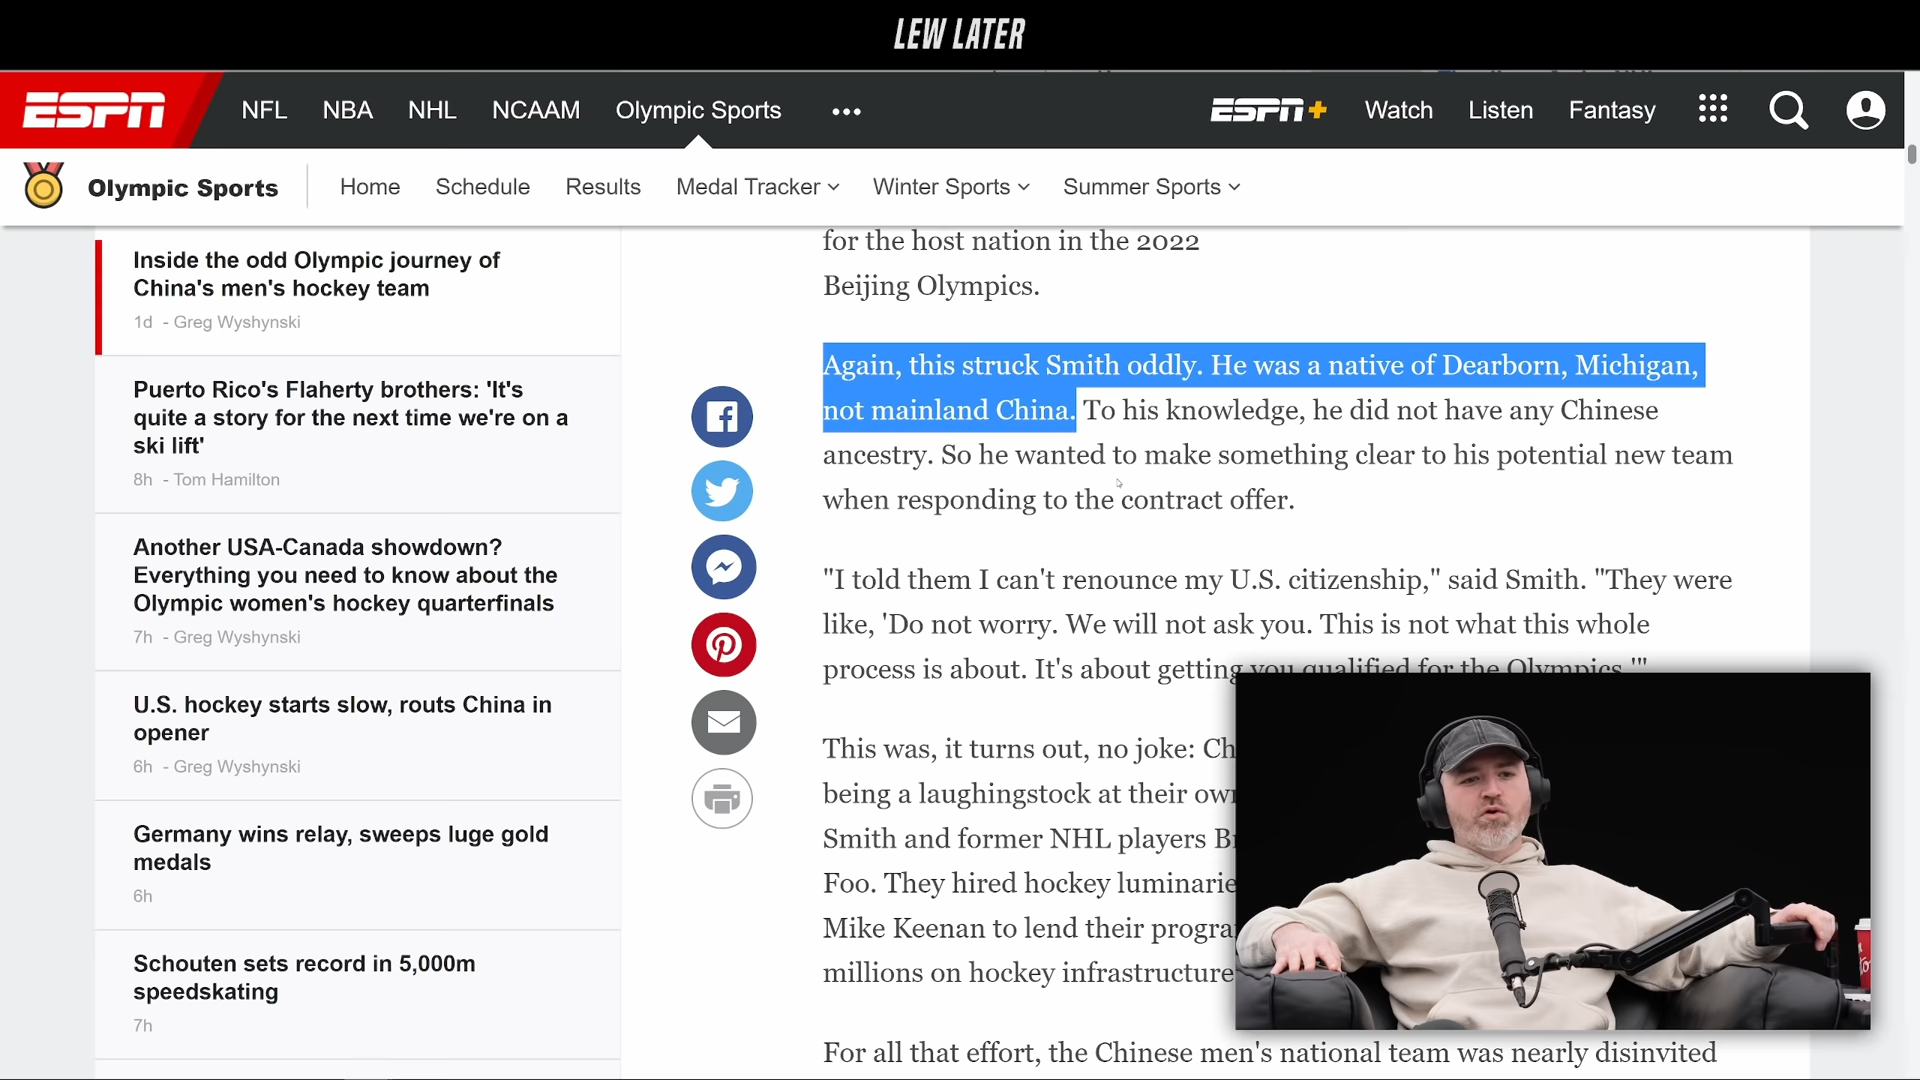 LEW LATER
ESPN
NFL
NBA
NHL
NCAAM
Olympic Sports
ESPN+
Watch
Listen
Fantasy
Olympic Sports
Home
Schedule
Results
Medal Tracker
Winter Sports
Summer Sports
Inside the odd Olympic journey of
China's men's hockey team
1d - Greg Wyshynski
Puerto Rico's Flaherty brothers: 'It's
quite a story for the next time we're on a
ski lift'
8h - Tom Hamilton
Another USA-Canada showdown?
Everything you need to know about the
Olympic women's hockey quarterfinals
7h - Greg Wyshynski
U.S. hockey starts slow, routs China in
opener
6h - Greg Wyshynski
Germany wins relay, sweeps luge gold
medals
6h
Schouten sets record in 5,000m
speedskating
7h
for the host nation in the 2022
Beijing Olympics.
Again, this struck Smith oddly. He was a native of Dearborn, Michigan,
not mainland China. To his knowledge, he did not have any Chinese
ancestry. So he wanted to make something clear to his potential new team
when responding to the contract offer.
"I told them I can't renounce my U.S. citizenship," said Smith. "They were
like, 'Do not worry. We will not ask you. This is not what this whole
process is about. It's about getting you qualified for the Olympics.'"
This was, it turns out, no joke: Ch
being a laughingstock at their ow
Smith and former NHL players B
Foo. They hired hockey luminarie
Mike Keenan to lend their progra
millions on hockey infrastructure
For all that effort, the Chinese men's national team was nearly disinvited